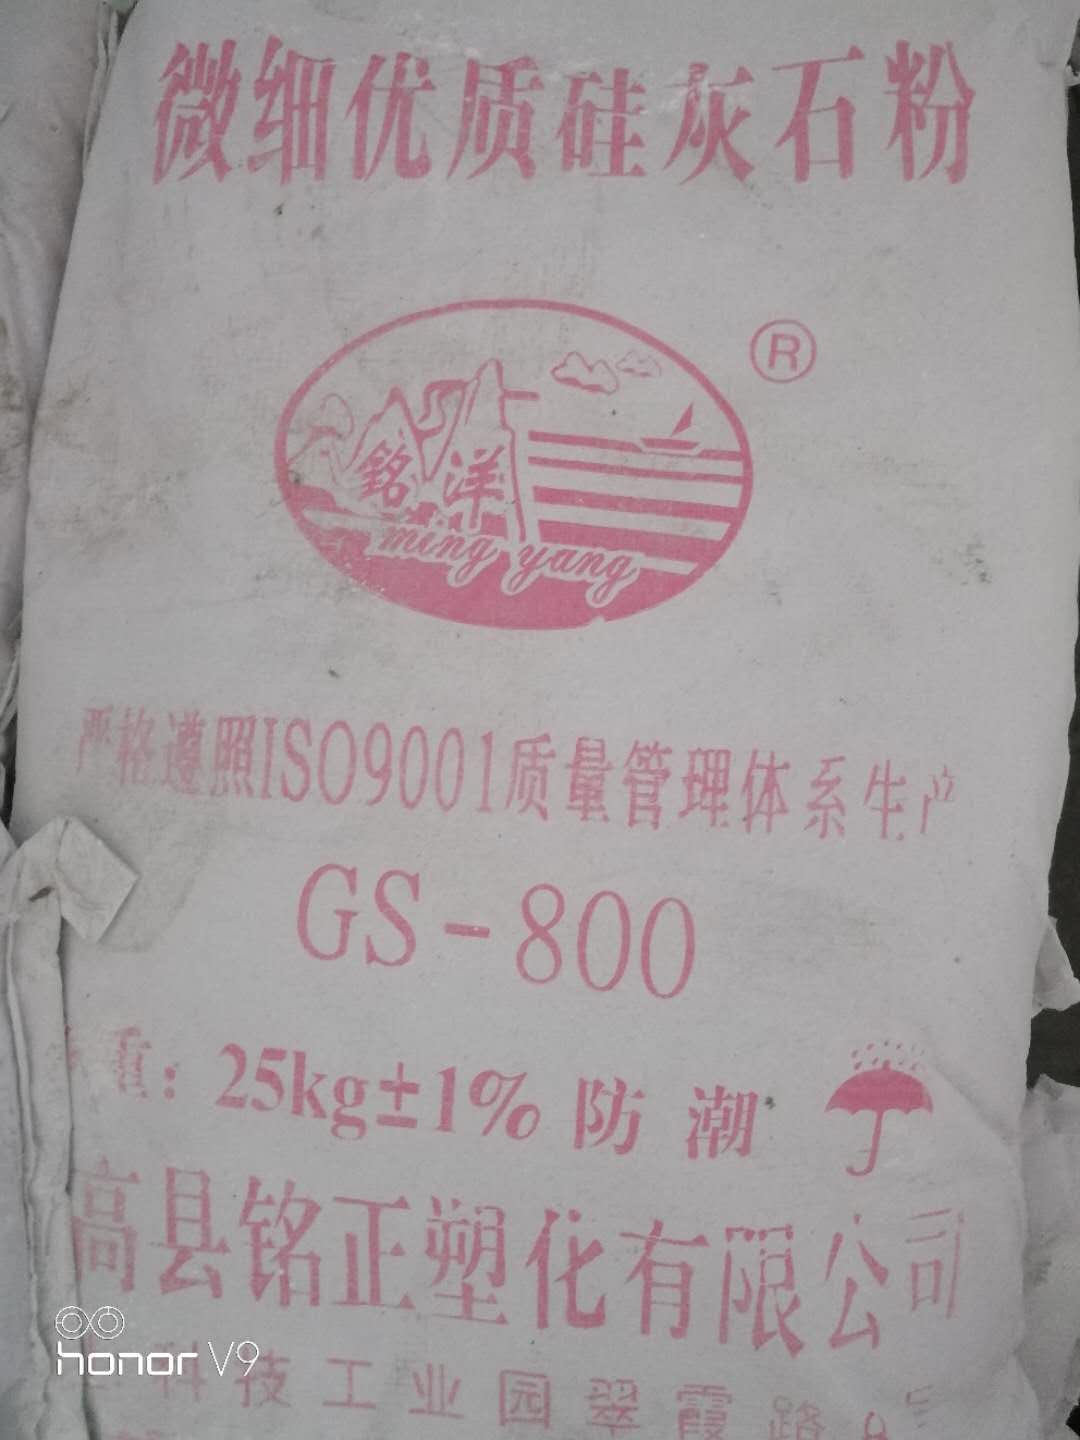 微细优质硅灰石粉
®
铭洋
ming yang
严格遵照ISO9001质量管理体系生产
GS-800
重：25kg±1% 防 潮
高县铭正塑化有限公司
科技工业园翠霞路
honor V9